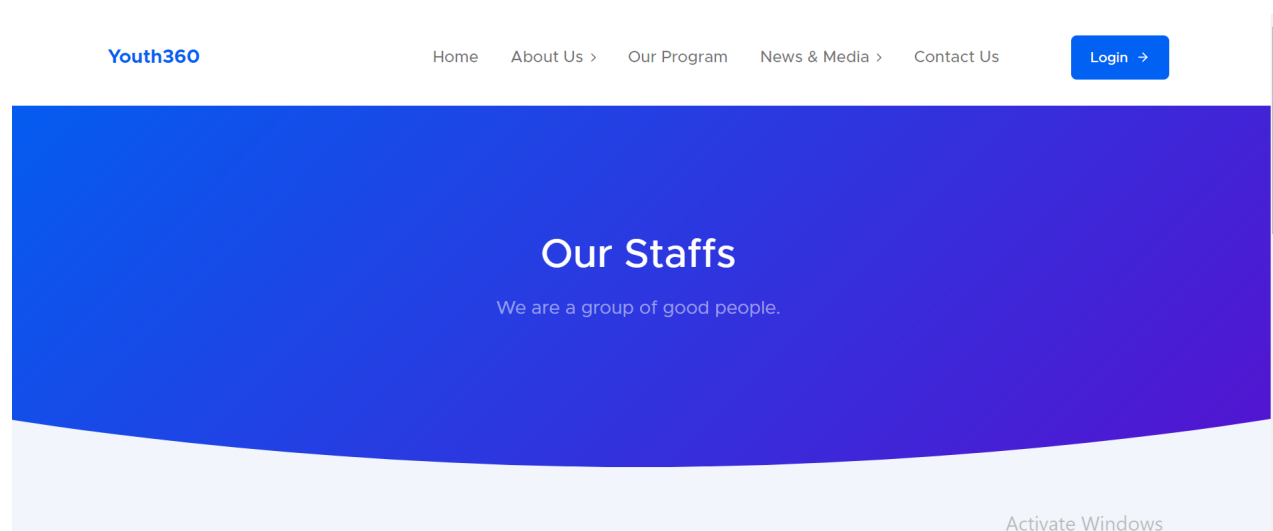 Youth360 Home About Us > Our Program News & Media > Contact Us Login →
Our Staffs
We are a group of good people.
Activate Windows